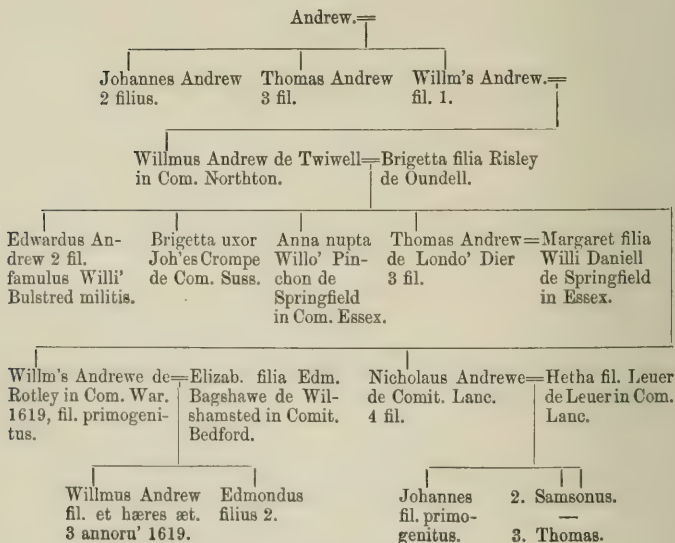 Andrew.=
Johannes Andrew
2 filius.
Thomas Andrew
3 fil.
Willm's Andrew.=
fil. 1.
Willmus Andrew de Twiwell=Brigetta filia Risley
in Com. Northton.
de Oundell.
Edwardus An-
drew 2 fil.
famulus Willi'
Bulstred militis.
Brigetta uxor
Joh'es Crompe
de Com. Suss.
Anna nupta
Willo' Pin-
chon de
Springfield
in Com. Essex.
Thomas Andrew=
de Londo' Dier
3 fil.
Margaret filia
Willi Daniell
de Springfield
in Essex.
Willm's Andrewe de=
Rotley in Com. War.
1619, fil. primogeni-
tus.
Elizab. filia Edm.
Bagshawe de Wil-
shamsted in Comit.
Bedford.
Nicholaus Andrewe=
de Comit. Lanc.
4 fil.
Hetha fil. Leuer
de Leuer in Com.
Lanc.
Willmus Andrew
fil. et hæres æt.
3 annoru' 1619.
Edmondus
filius 2.
Johannes
fil. primo-
genitus.
2. Samsonus.
—
3. Thomas.